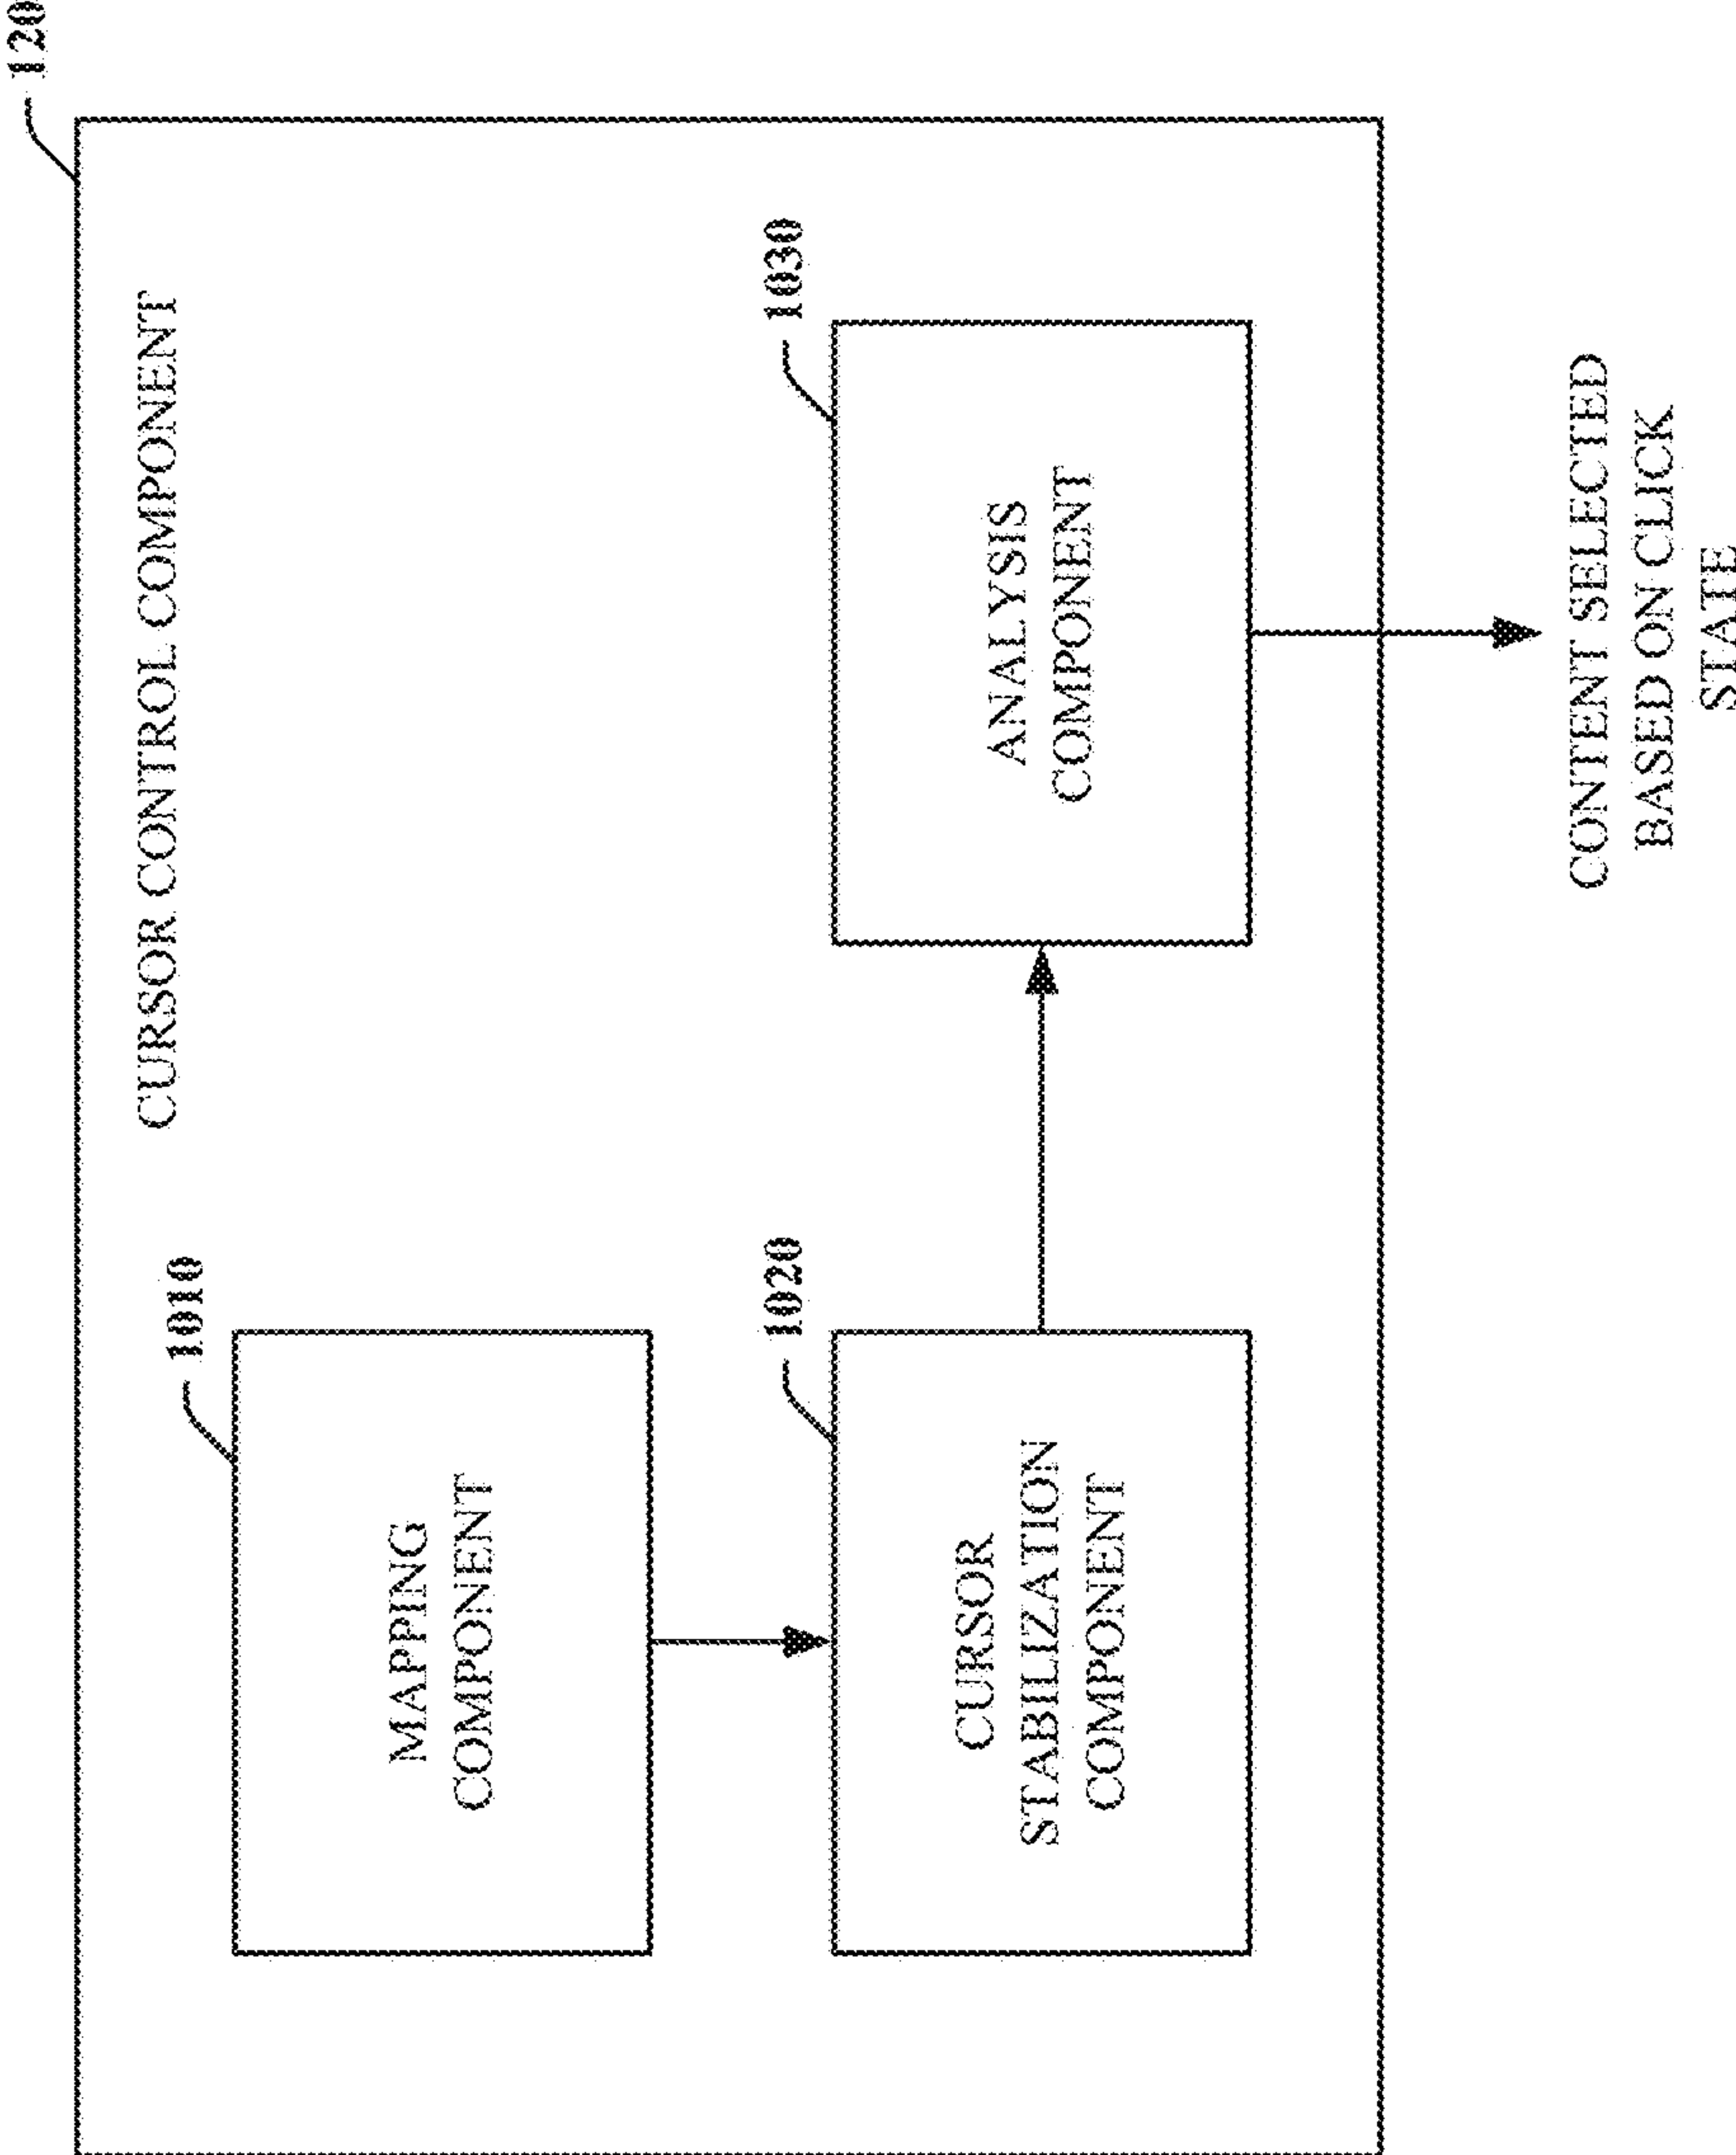 120
CURSOR CONTROL COMPONENT
1010
MAPPING
COMPONENT
1020
CURSOR
STABILIZATION
COMPONENT
1030
ANALYSIS
COMPONENT
CONTENT SELECTED
BASED ON CLICK
STATE